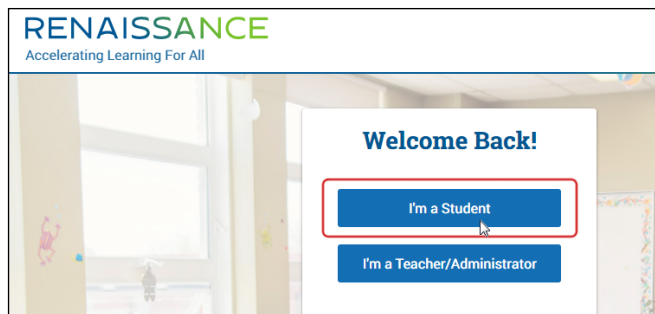 RENAISSANCE
Accelerating Learning For All
Welcome Back!
I'm a Student
I'm a Teacher/Administrator